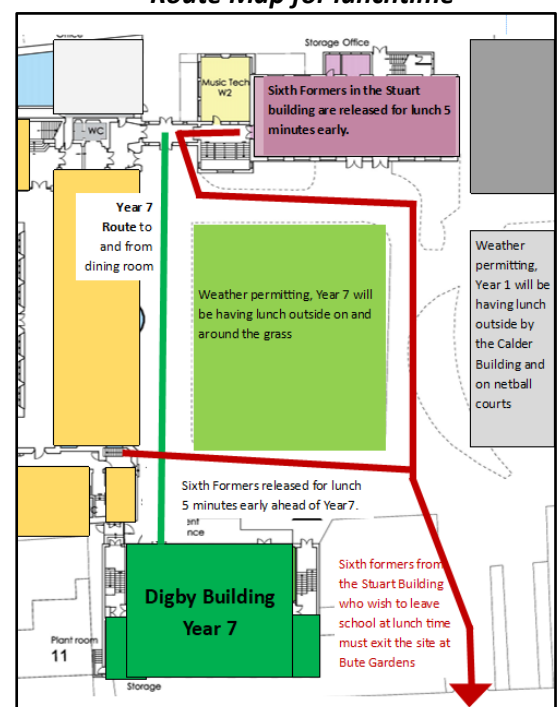 Route Map for lunchtime
Office
Storage Office
Music Tech
W2
Sixth Formers in the Stuart
building are released for lunch 5
minutes early.
WC
Year 7
Route to
and from
dining room
Weather permitting, Year 7 will
be having lunch outside on and
around the grass
Weather
permitting,
Year 1 will be
having lunch
outside by
the Calder
Building and
on netball
courts
Sixth Formers released for lunch
5 minutes early ahead of Year7.
Digby Building
Year 7
Sixth formers from
the Stuart Building
who wish to leave
school at lunch time
must exit the site at
Bute Gardens
Plant room
11
Storage